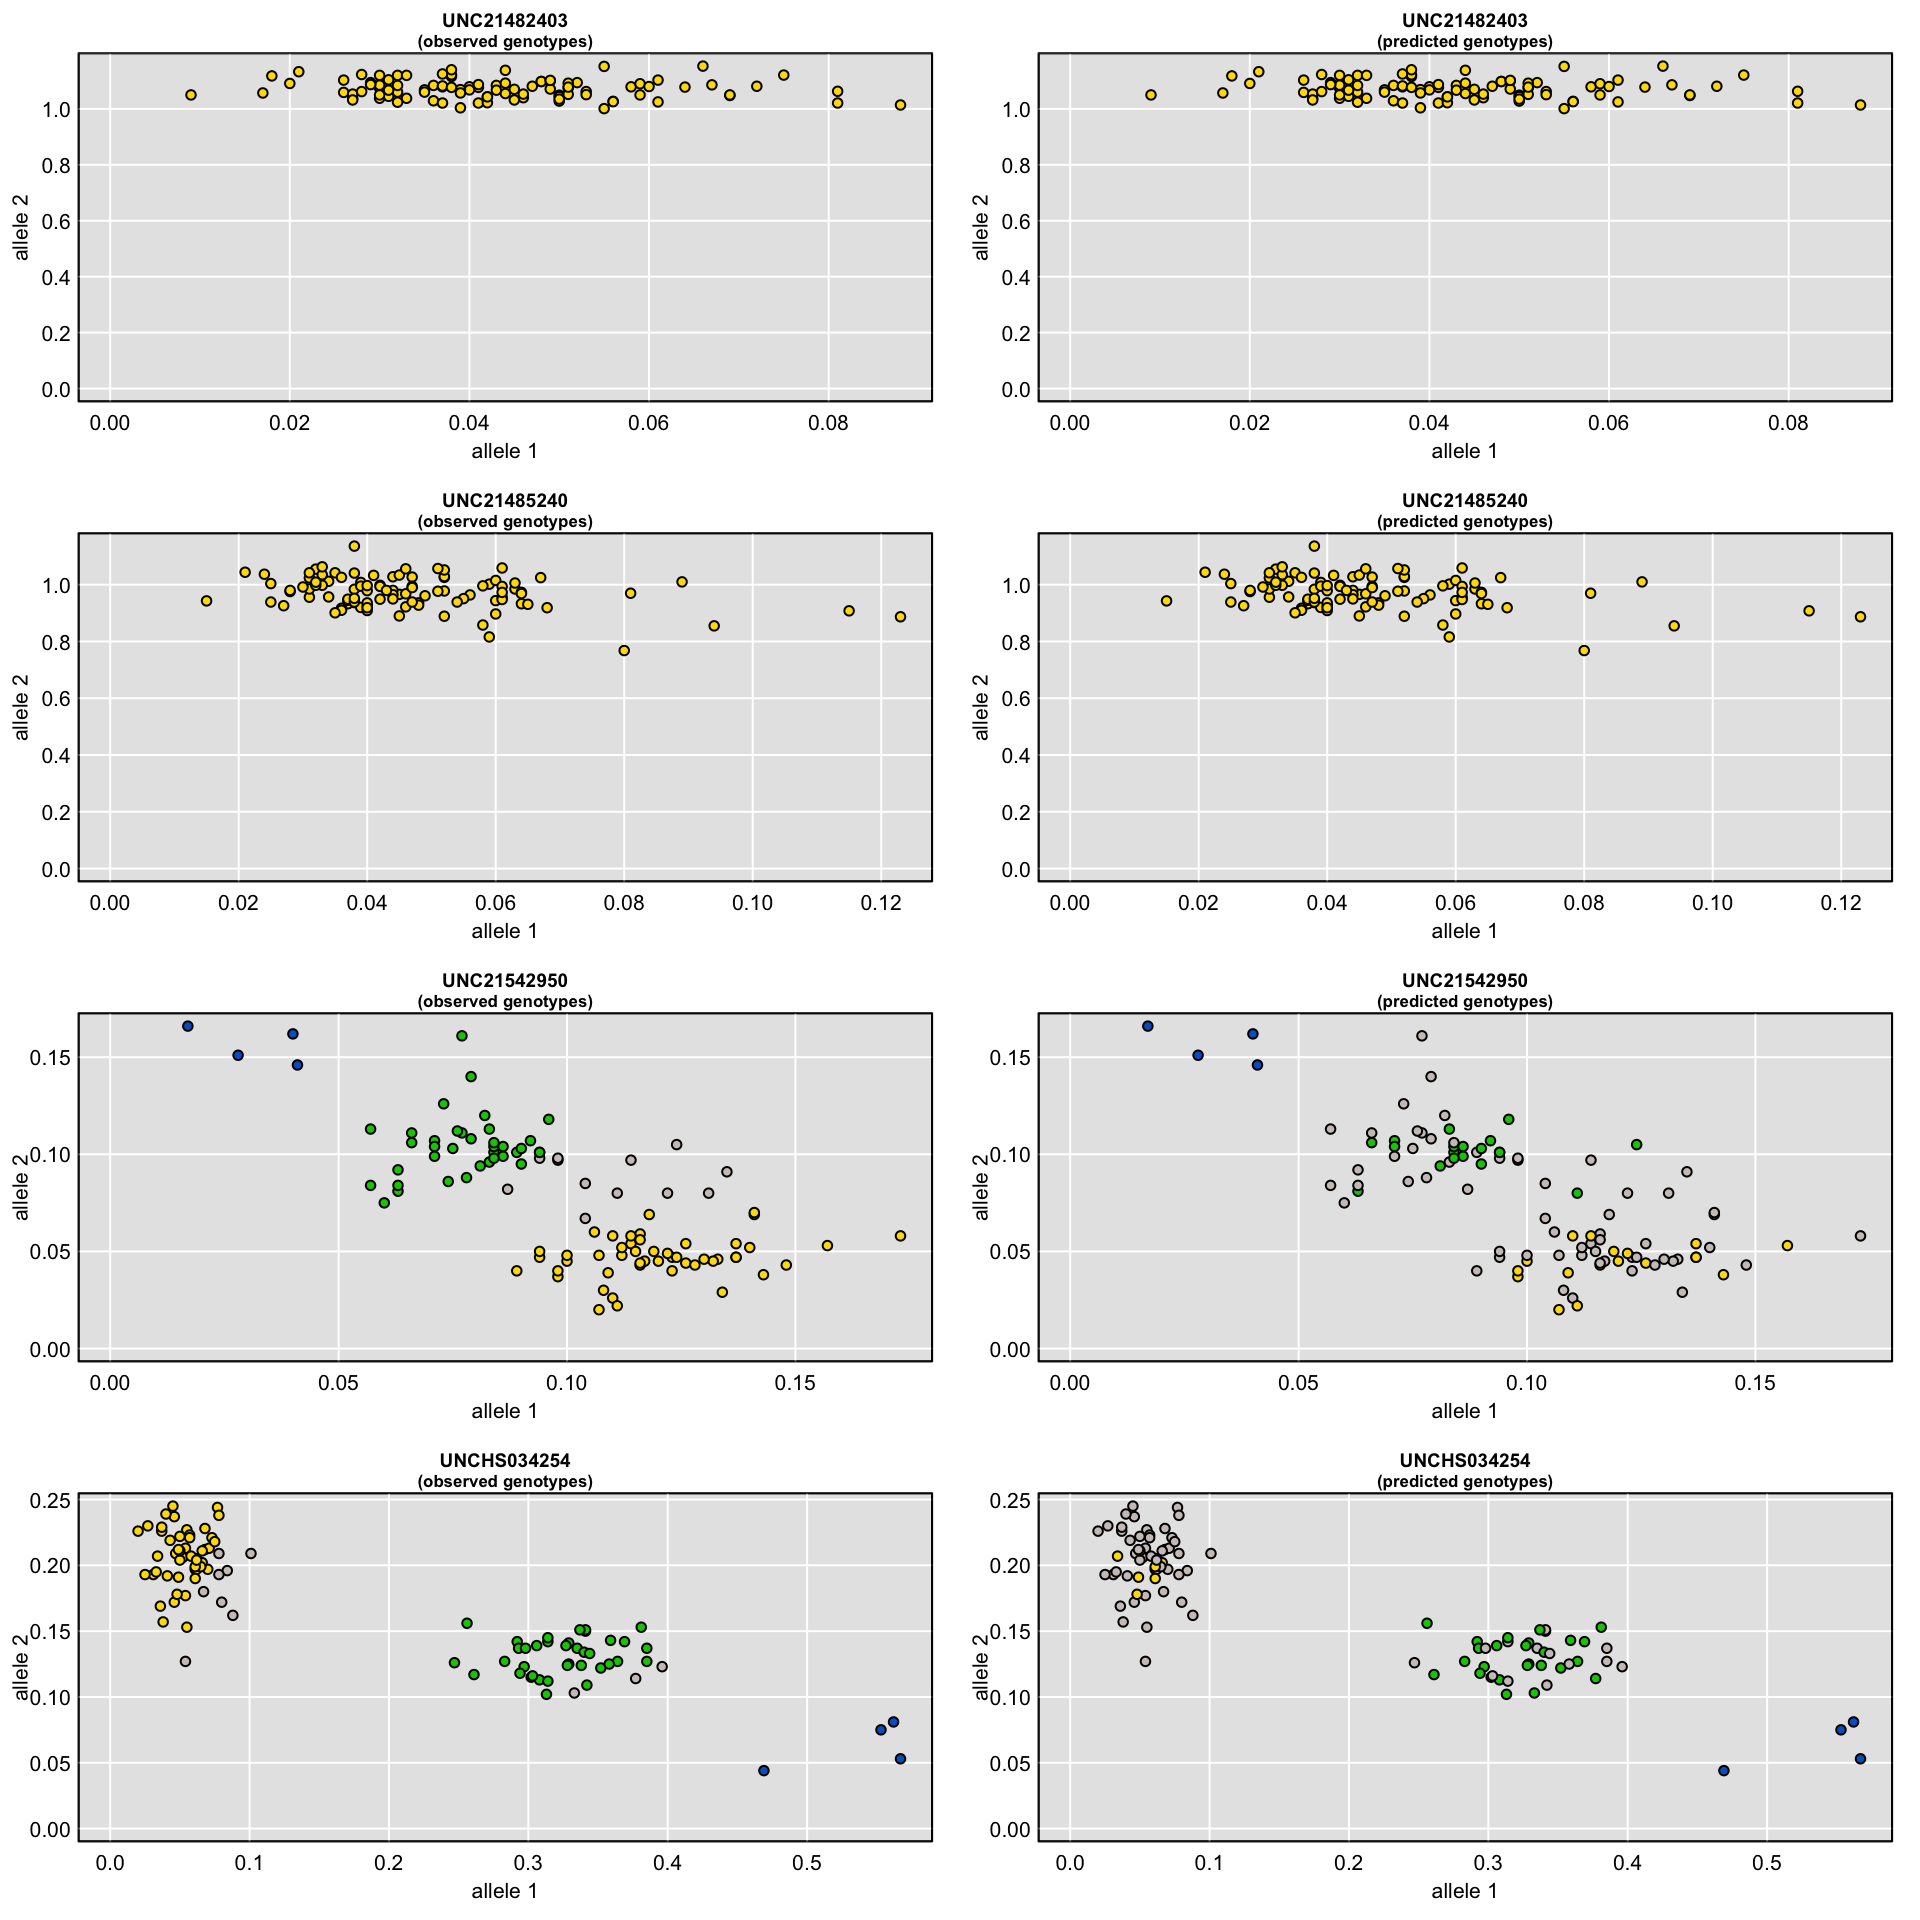 UNC21482403
(observed genotypes)
1.0
0.8
0.6
0.4
0.2
0.0
allele 2
0.00 0.02 0.04 0.06 0.08
allele 1
UNC21482403
(predicted genotypes)
1.0
0.8
0.6
0.4
0.2
0.0
allele 2
0.00 0.02 0.04 0.06 0.08
allele 1
UNC21485240
(observed genotypes)
1.0
0.8
0.6
0.4
0.2
0.0
allele 2
0.00 0.02 0.04 0.06 0.08 0.10 0.12
allele 1
UNC21485240
(predicted genotypes)
1.0
0.8
0.6
0.4
0.2
0.0
allele 2
0.00 0.02 0.04 0.06 0.08 0.10 0.12
allele 1
UNC21542950
(observed genotypes)
0.15
0.10
0.05
0.00
allele 2
0.00 0.05 0.10 0.15
allele 1
UNC21542950
(predicted genotypes)
0.15
0.10
0.05
0.00
allele 2
0.00 0.05 0.10 0.15
allele 1
UNCHS034254
(observed genotypes)
0.25
0.20
0.15
0.10
0.05
0.00
allele 2
0.0 0.1 0.2 0.3 0.4 0.5
allele 1
UNCHS034254
(predicted genotypes)
0.25
0.20
0.15
0.10
0.05
0.00
allele 2
0.0 0.1 0.2 0.3 0.4 0.5
allele 1